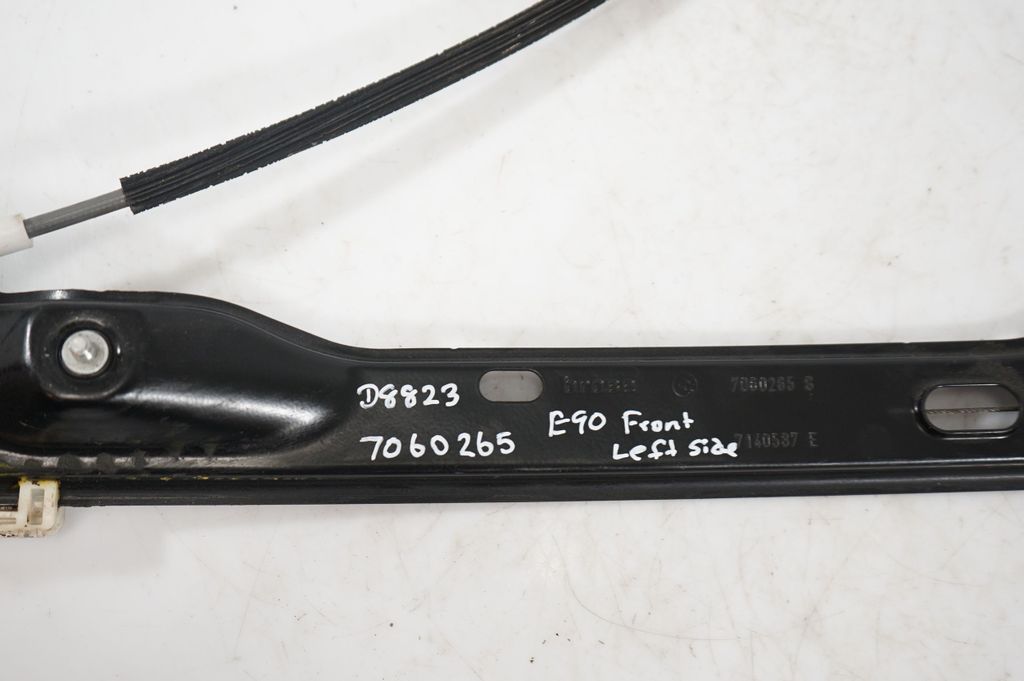 D8823
7060265
E90 Front
Left side
7060265 S
7140587 E